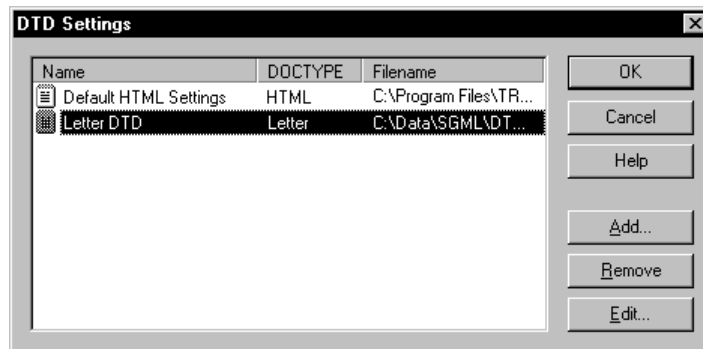 DTD Settings
Name DOCTYPE Filename
Default HTML Settings HTML C:\Program Files\TR...
Letter DTD Letter C:\Data\SGML\DT...
OK
Cancel
Help
Add...
Remove
Edit...